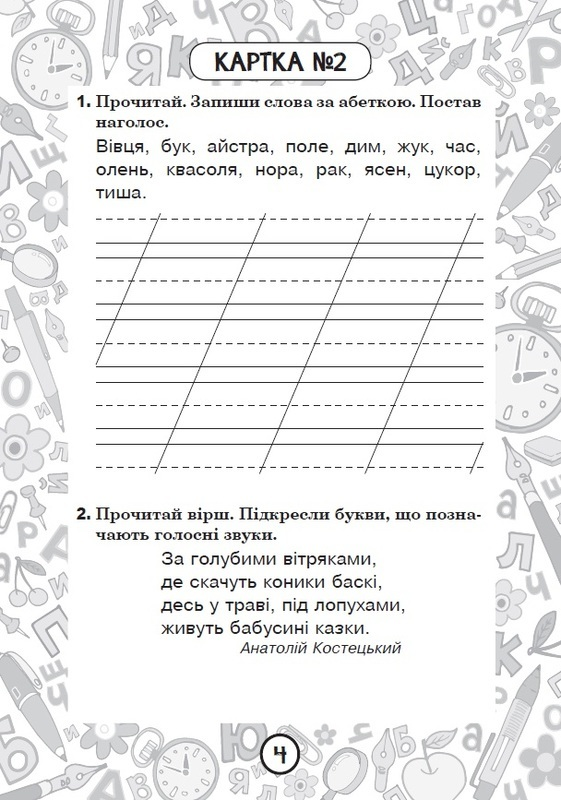 КАРТКА №2
1. Прочитай. Запиши слова за абеткою. Постав
наголос.
Вівця, бук, айстра, поле, дим, жук, час,
олень, квасоля, нора, рак, ясен, цукор,
тиша.
2. Прочитай вірш. Підкресли букви, що позна-
чають голосні звуки.
За голубими вітряками,
де скачуть коники баскі,
десь у траві, під лопухами,
живуть бабусині казки.
Анатолій Костецький
4